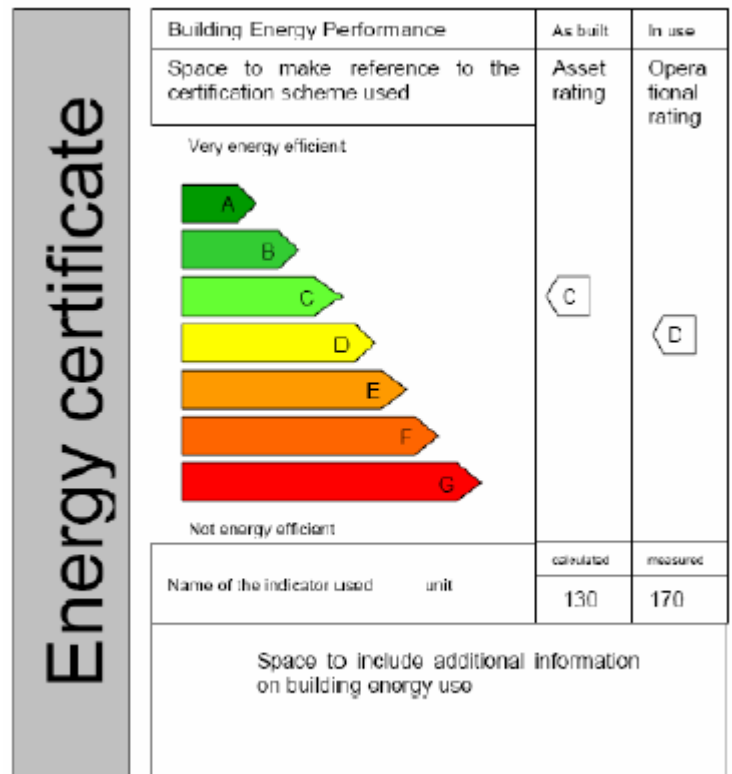 Energy certificate
Building Energy Performance
As built
In use
Space to make reference to the
certification scheme used
Asset
rating
Opera
tional
rating
Very energy efficient
A
B
C
D
E
F
G
C
D
Not energy efficient
Name of the indicator used unit
calculated
measured
130
170
Space to include additional information
on building energy use